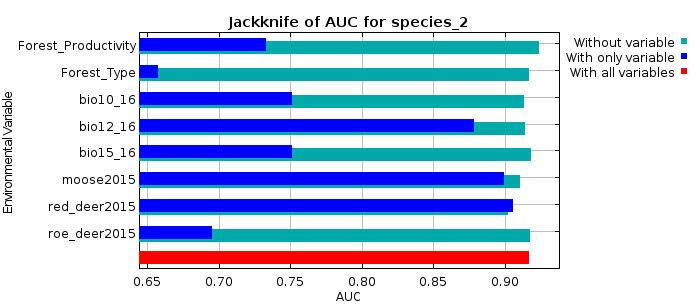 Jackknife of AUC for species_2
Environmental Variable
Forest_Productivity
Forest_Type
bio10_16
bio12_16
bio15_16
moose2015
red_deer2015
roe_deer2015
0.65 0.70 0.75 0.80 0.85 0.90
AUC
Without variable
With only variable
With all variables